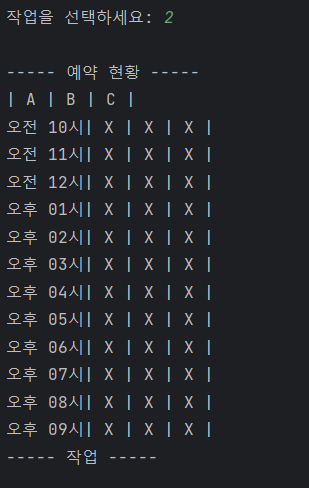 작업을 선택하세요: 2
----- 예약 현황 -----
| A | B | C |
오전 10시| X | X | X |
오전 11시| X | X | X |
오전 12시| X | X | X |
오후 01시| X | X | X |
오후 02시| X | X | X |
오후 03시| X | X | X |
오후 04시| X | X | X |
오후 05시| X | X | X |
오후 06시| X | X | X |
오후 07시| X | X | X |
오후 08시| X | X | X |
오후 09시| X | X | X |
----- 작업 -----